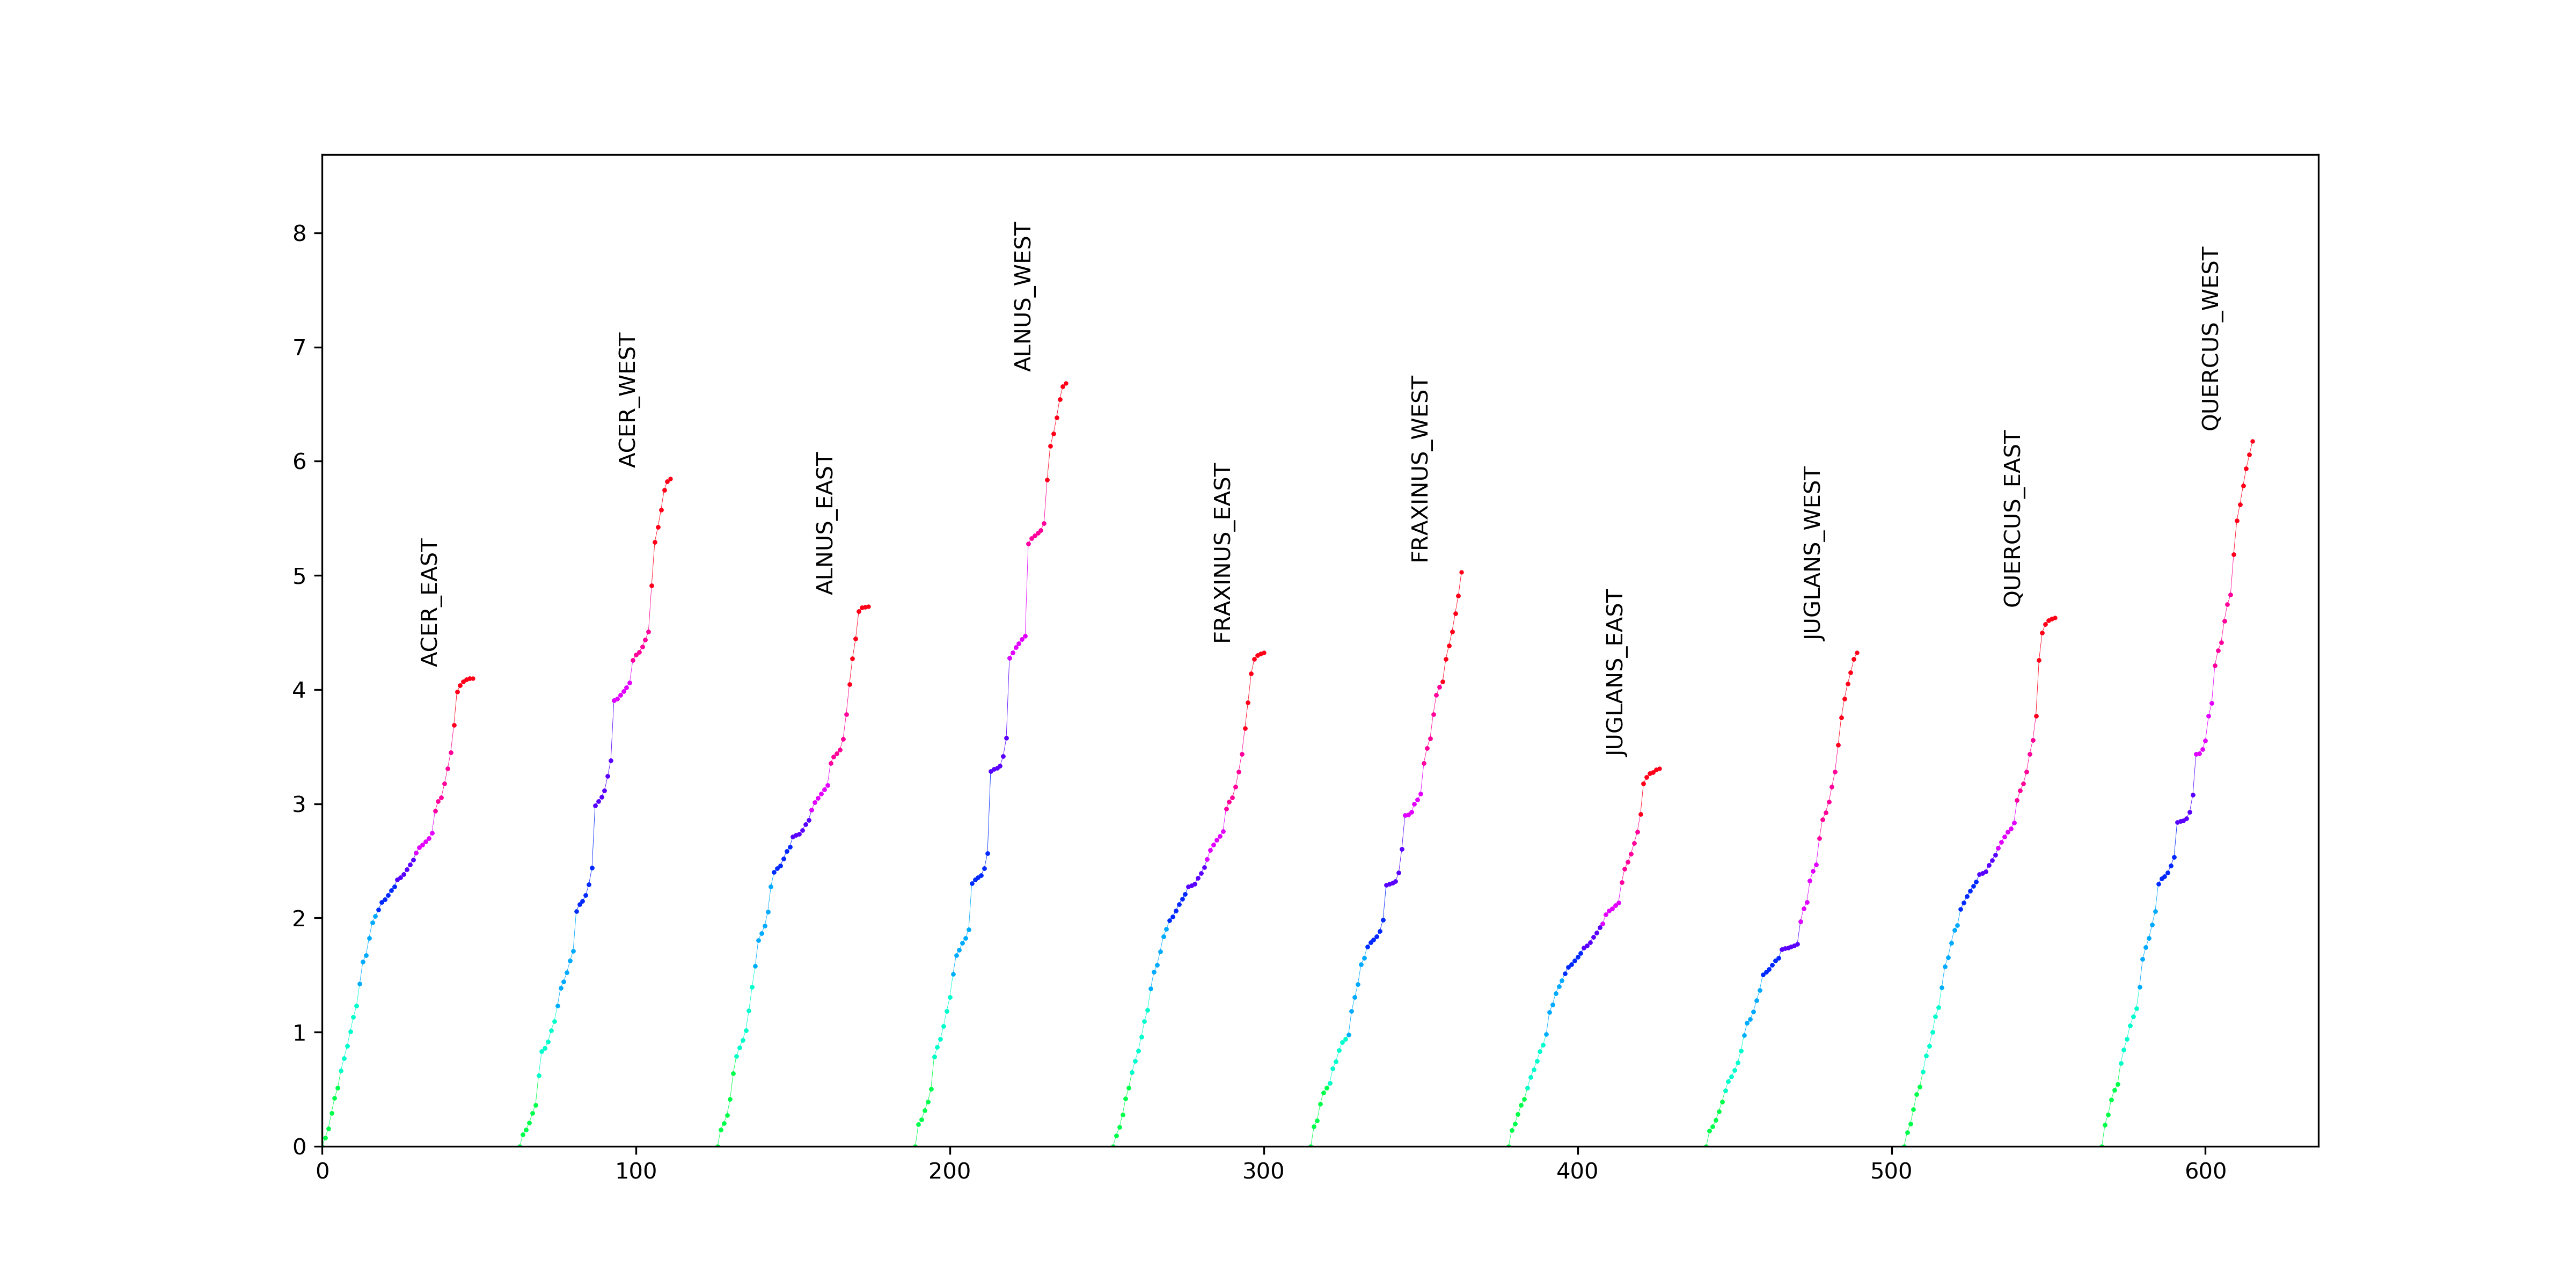 8
7
6
5
4
3
2
1
0
ACER_EAST
ACER_WEST
ALNUS_EAST
ALNUS_WEST
FRAXINUS_EAST
FRAXINUS_WEST
JUGLANS_EAST
JUGLANS_WEST
QUERCUS_EAST
QUERCUS_WEST
0 100 200 300 400 500 600